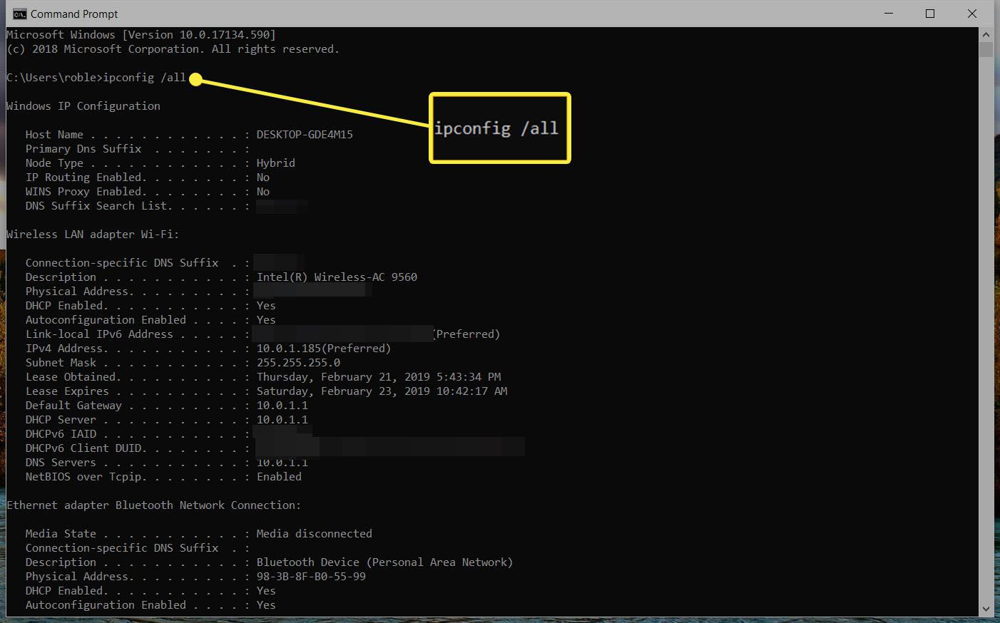 Command Prompt
Microsoft Windows [Version 10.0.17134.590]
(c) 2018 Microsoft Corporation. All rights reserved.
C:\Users\roble>ipconfig /all
ipconfig /all
Windows IP Configuration
Host Name . . . . . . . . . . . . : DESKTOP-GDE4M15
Primary Dns Suffix  . . . . . . . :
Node Type . . . . . . . . . . . . : Hybrid
IP Routing Enabled. . . . . . . . : No
WINS Proxy Enabled. . . . . . . . : No
DNS Suffix Search List. . . . . . :
Wireless LAN adapter Wi-Fi:
Connection-specific DNS Suffix  . :
Description . . . . . . . . . . . : Intel(R) Wireless-AC 9560
Physical Address. . . . . . . . . :
DHCP Enabled. . . . . . . . . . . : Yes
Autoconfiguration Enabled . . . . : Yes
Link-local IPv6 Address . . . . . : (Preferred)
IPv4 Address. . . . . . . . . . . : 10.0.1.185(Preferred)
Subnet Mask . . . . . . . . . . . : 255.255.255.0
Lease Obtained. . . . . . . . . . : Thursday, February 21, 2019 5:43:34 PM
Lease Expires . . . . . . . . . . : Saturday, February 23, 2019 10:42:17 AM
Default Gateway . . . . . . . . . : 10.0.1.1
DHCP Server . . . . . . . . . . . : 10.0.1.1
DHCPv6 IAID . . . . . . . . . . . :
DHCPv6 Client DUID. . . . . . . . :
DNS Servers . . . . . . . . . . . : 10.0.1.1
NetBIOS over Tcpip. . . . . . . . : Enabled
Ethernet adapter Bluetooth Network Connection:
Media State . . . . . . . . . . . : Media disconnected
Connection-specific DNS Suffix  . :
Description . . . . . . . . . . . : Bluetooth Device (Personal Area Network)
Physical Address. . . . . . . . . : 98-3B-8F-B0-55-99
DHCP Enabled. . . . . . . . . . . : Yes
Autoconfiguration Enabled . . . . : Yes